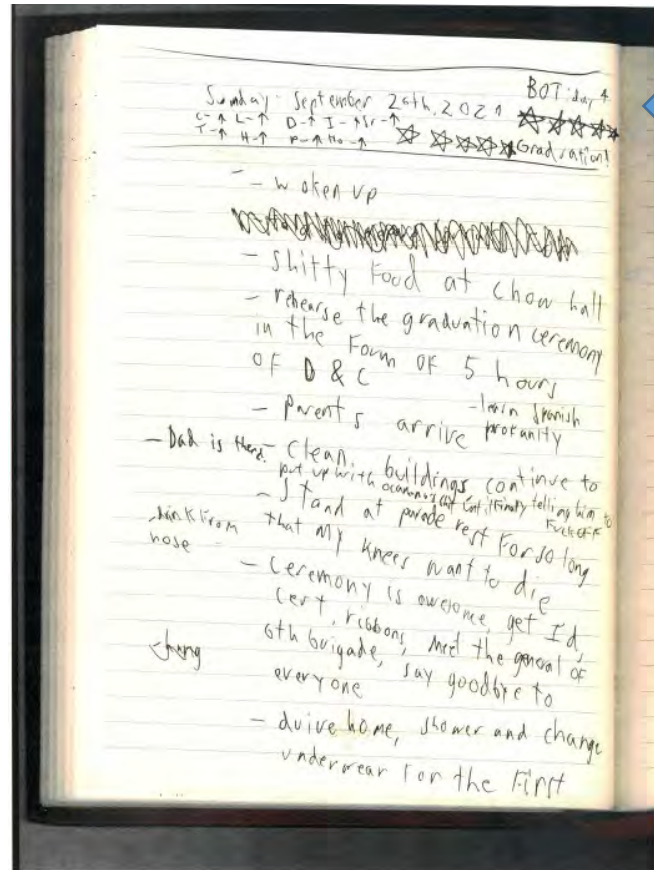 BOT: day 4
Sunday - September 26th, 2021
C-↑ L-↑ D-↑ I-↑ Sr-↑
T-↑ H-↑ P-↑ Ho-↑
Graduation!
- woken up
- shitty food at chow hall
- rehearse the graduation ceremony
in the form of 5 hours
of D & C
- parents arrive
- learn Spanish
profanity
- Dad is there.
- clean buildings, continue to
put up with until finally telling him to
fuck off
- Stand at parade rest for so long
that my knees want to die
- drink from
hose
- Ceremony is awesome, get Id,
cert, ribbons, meet the general of
6th brigade, say goodbye to
everyone
- drive home, shower and change
underwear for the first